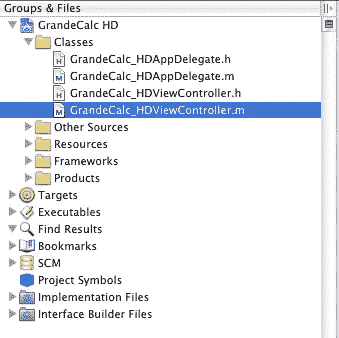 Groups & Files
GrandeCalc HD
Classes
GrandeCalc_HDAppDelegate.h
GrandeCalc_HDAppDelegate.m
GrandeCalc_HDViewController.h
GrandeCalc_HDViewController.m
Other Sources
Resources
Frameworks
Products
Targets
Executables
Find Results
Bookmarks
SCM
Project Symbols
Implementation Files
Interface Builder Files